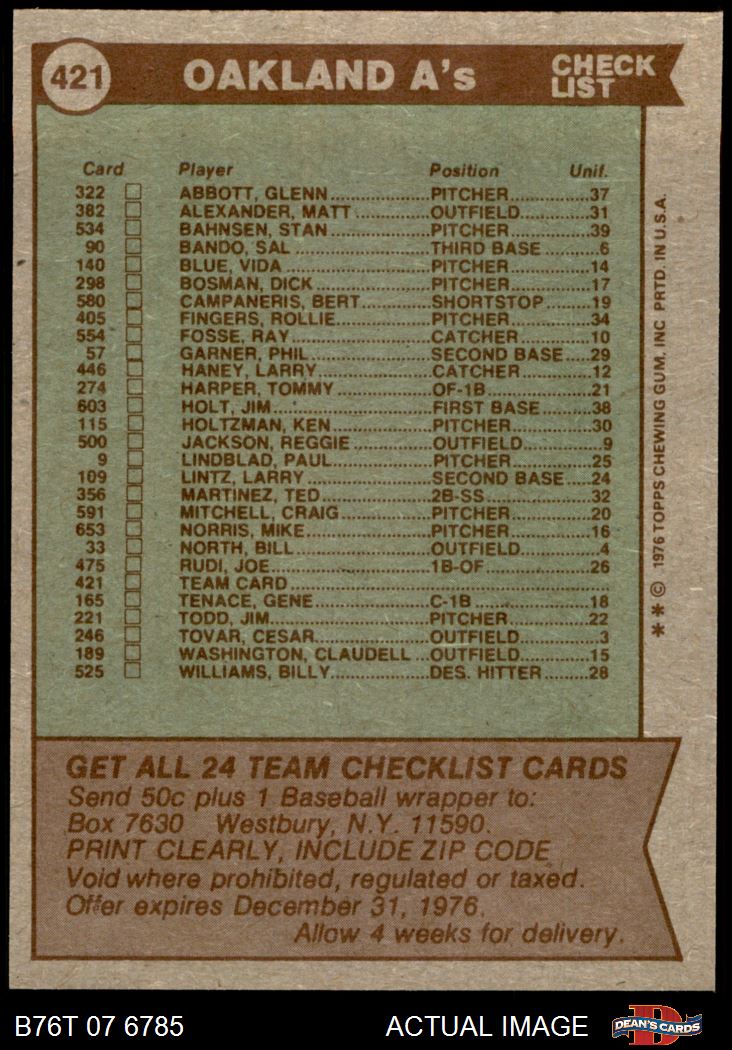 421 OAKLAND A's CHECK LIST
Card Player Position Unif.
322 ABBOTT, GLENN PITCHER 37
382 ALEXANDER, MATT OUTFIELD 31
534 BAHNSEN, STAN PITCHER 39
90 BANDO, SAL THIRD BASE 6
140 BLUE, VIDA PITCHER 14
298 BOSMAN, DICK PITCHER 17
580 CAMPANERIS, BERT SHORTSTOP 19
405 FINGERS, ROLLIE PITCHER 34
554 FOSSE, RAY CATCHER 10
57 GARNER, PHIL SECOND BASE 29
446 HANEY, LARRY CATCHER 12
274 HARPER, TOMMY OF-1B 21
603 HOLT, JIM FIRST BASE 38
115 HOLTZMAN, KEN PITCHER 30
500 JACKSON, REGGIE OUTFIELD 9
9 LINDBLAD, PAUL PITCHER 25
109 LINTZ, LARRY SECOND BASE 24
356 MARTINEZ, TED 2B-SS 32
591 MITCHELL, CRAIG PITCHER 20
653 NORRIS, MIKE PITCHER 16
33 NORTH, BILL OUTFIELD 4
475 RUDI, JOE 1B-OF 26
421 TEAM CARD
165 TENACE, GENE C-1B 18
221 TODD, JIM PITCHER 22
246 TOVAR, CESAR OUTFIELD 3
189 WASHINGTON, CLAUDELL OUTFIELD 15
525 WILLIAMS, BILLY DES. HITTER 28
* * © 1976 TOPPS CHEWING GUM, INC PRTD. IN U.S.A.
GET ALL 24 TEAM CHECKLIST CARDS
Send 50c plus 1 Baseball wrapper to:
Box 7630 Westbury, N.Y. 11590.
PRINT CLEARLY, INCLUDE ZIP CODE
Void where prohibited, regulated or taxed.
Offer expires December 31, 1976.
Allow 4 weeks for delivery.
B76T 07 6785 ACTUAL IMAGE D DEAN'S CARDS